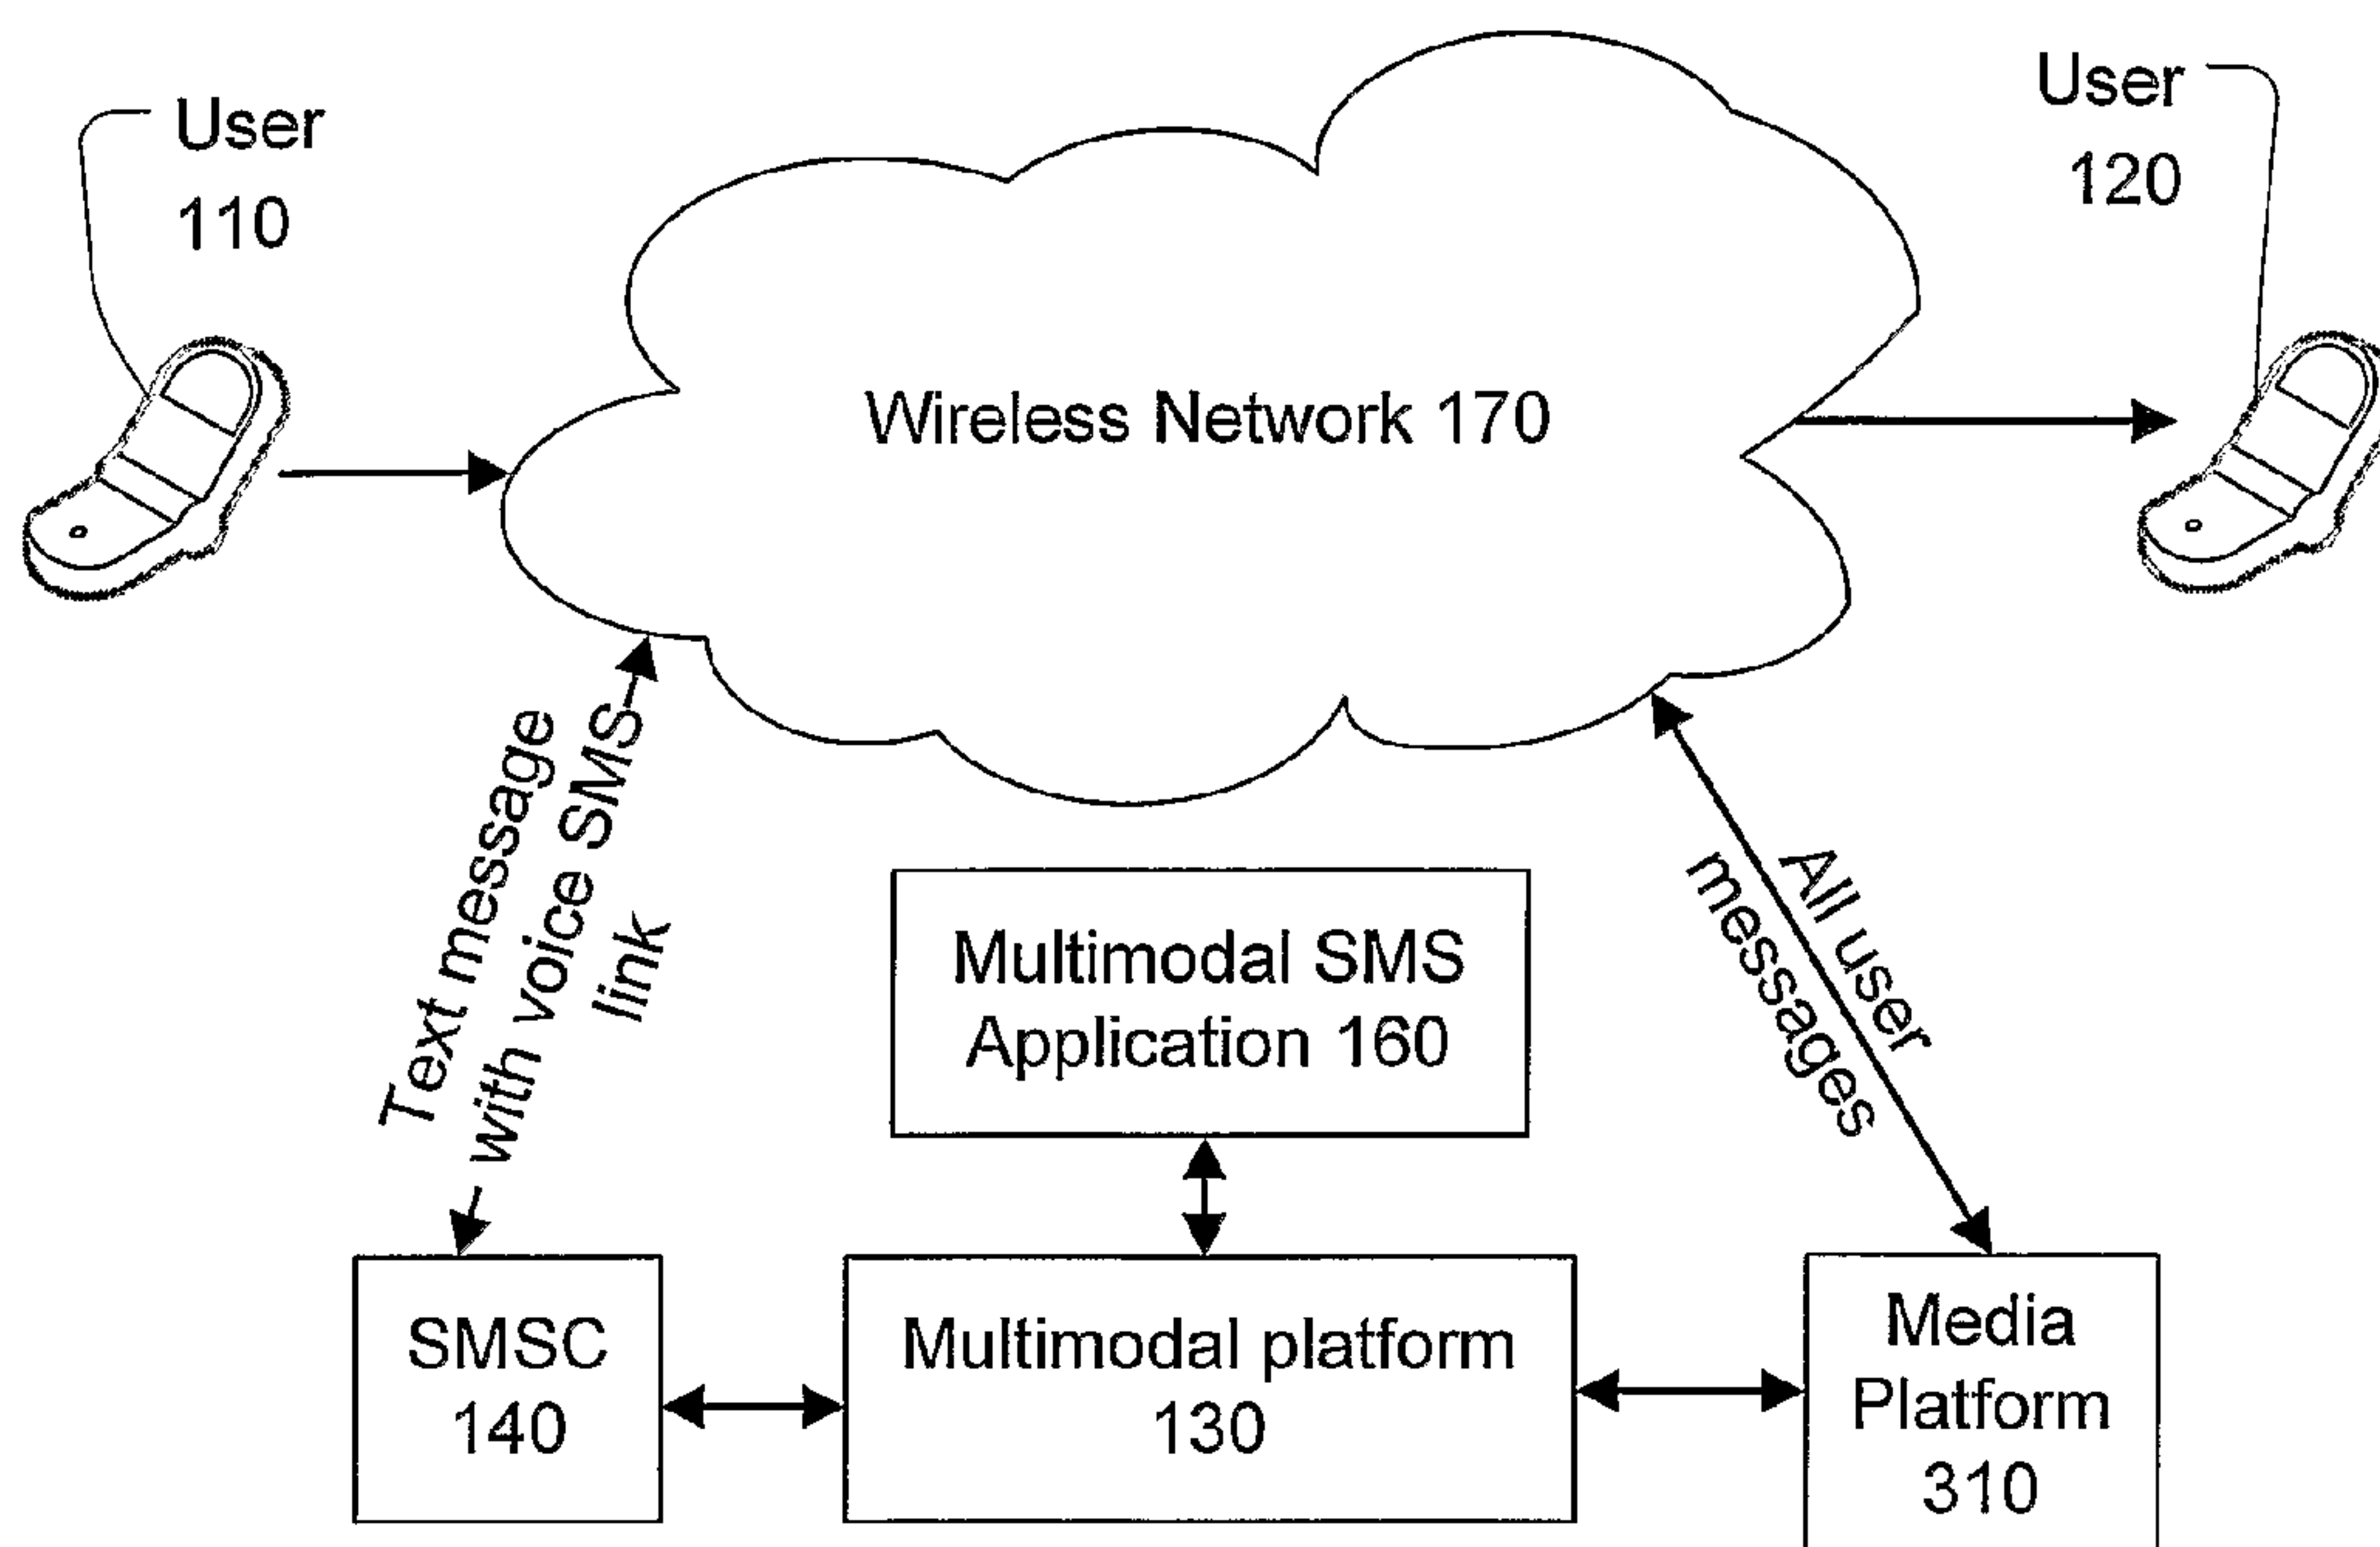 User
110
User
120
Wireless Network 170
Text message
with voice SMS
link
All user
messages
Multimodal SMS
Application 160
SMSC
140
Multimodal platform
130
Media
Platform
310